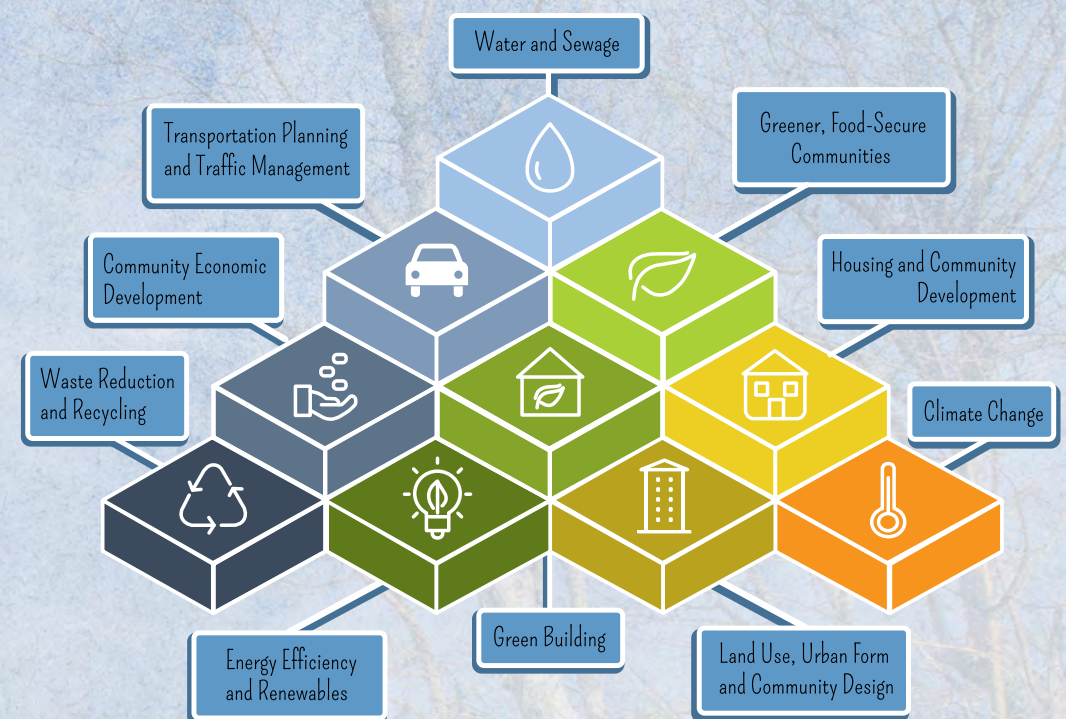 Water and Sewage
Transportation Planning
and Traffic Management
Greener, Food-Secure
Communities
Community Economic
Development
Housing and Community
Development
Waste Reduction
and Recycling
Climate Change
Energy Efficiency
and Renewables
Green Building
Land Use, Urban Form
and Community Design